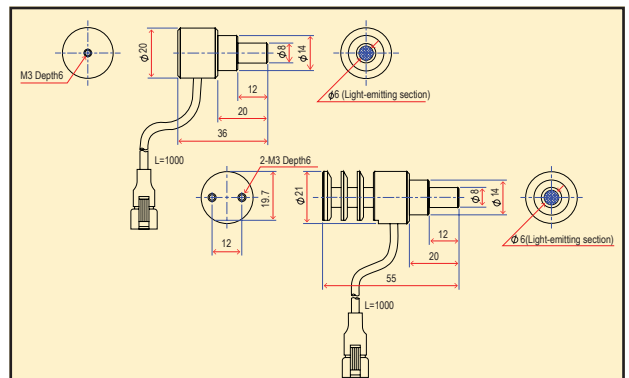 M3 Depth6
ϕ20
ϕ8
ϕ14
12
20
36
ϕ6 (Light-emitting section)
L=1000
2-M3 Depth6
19.7
12
ϕ21
ϕ8
ϕ14
12
20
55
ϕ6(Light-emitting section)
L=1000